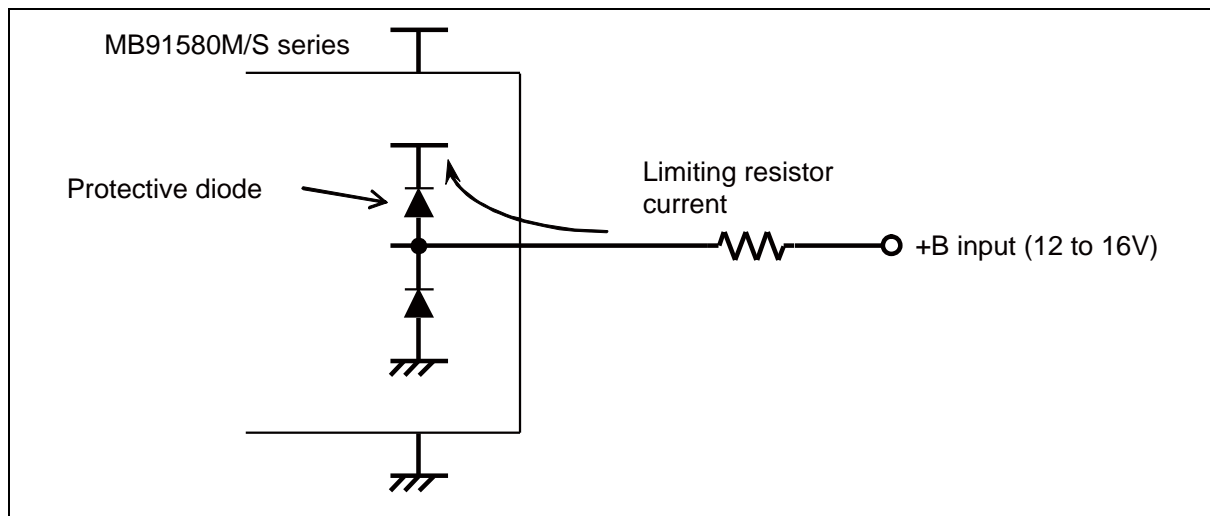 MB91580M/S series
Protective diode
Limiting resistor
current
+B input (12 to 16V)